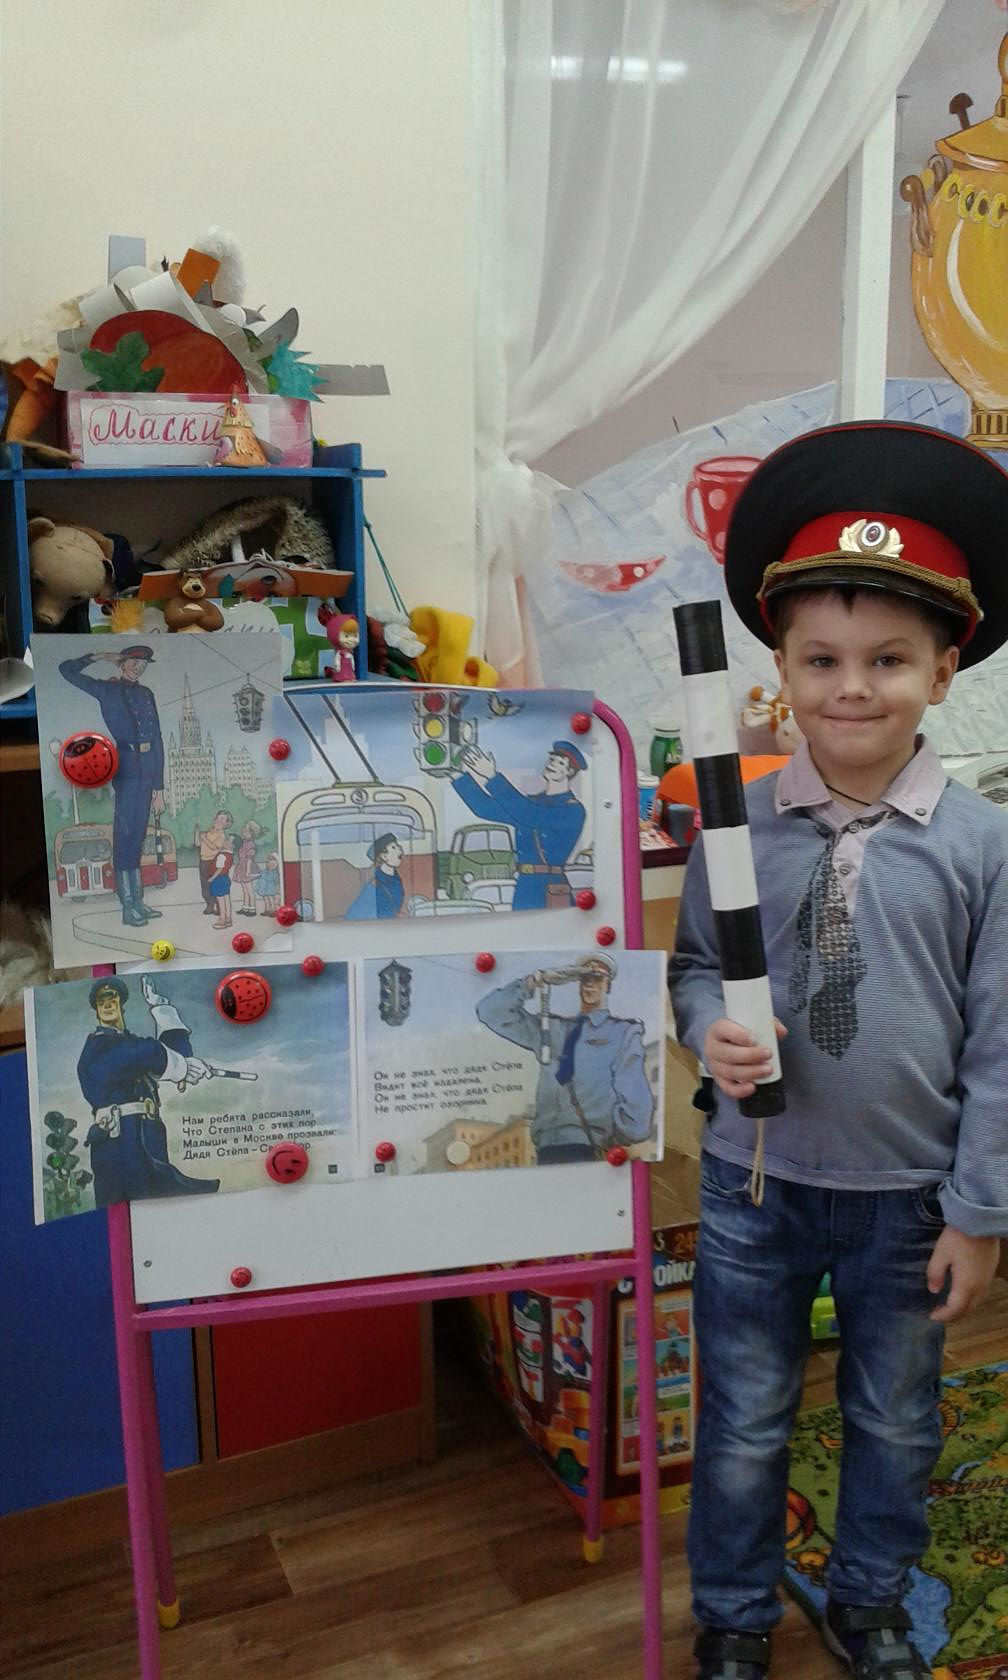 Маски
3
Нам ребята рассказали,
Что Степана с этих пор
Малыши в Москве прозвали:
Дядя Стёпа –
Он не знал, что дядя Стёпа
Видит всё издалека,
Он не знал, что дядя Стёпа
Не простит озорника.